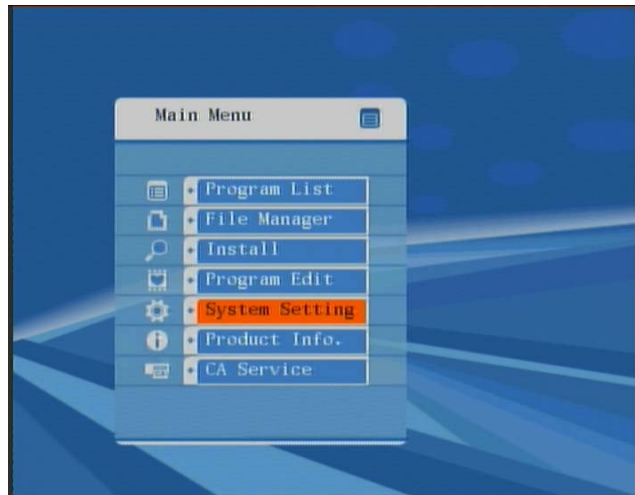 Main Menu
Program List
File Manager
Install
Program Edit
System Setting
Product Info.
CA Service